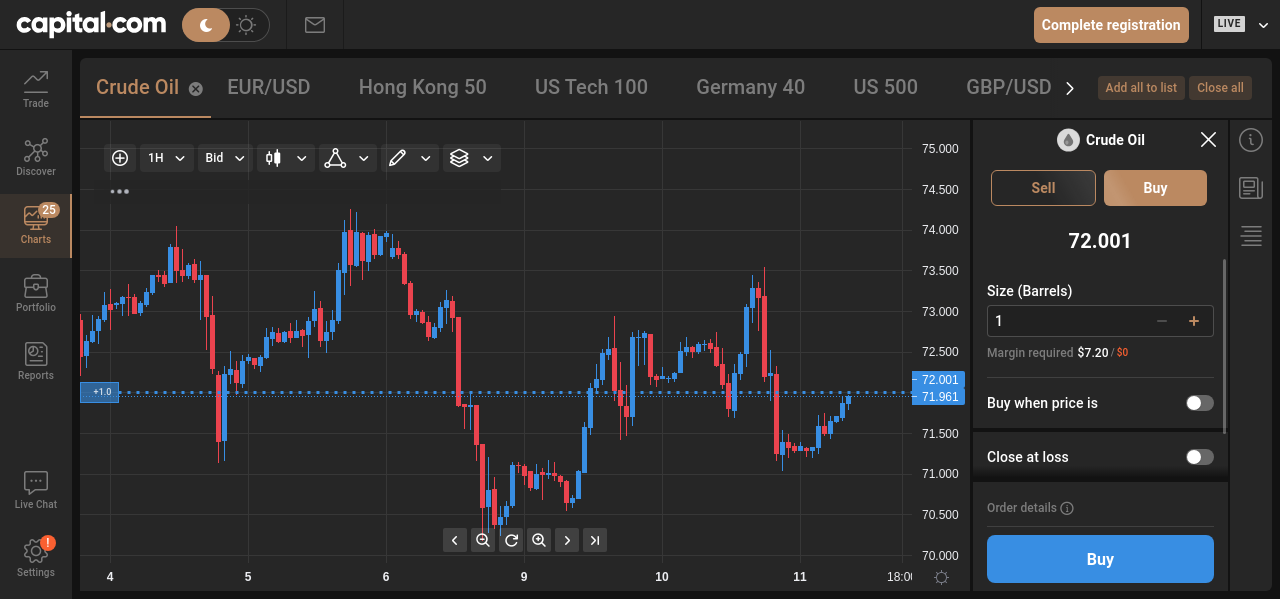 capital.com
Complete registration
LIVE
Trade
Discover
25
Charts
Portfolio
Reports
Live Chat
!
Settings
Crude Oil EUR/USD Hong Kong 50 US Tech 100 Germany 40 US 500 GBP/USD
Add all to list Close all
1H Bid
75.000
74.500
74.000
73.500
73.000
72.500
72.001
71.961
71.500
71.000
70.500
70.000
+1.0
4 5 6 9 10 11 18:00
Crude Oil
Sell Buy
72.001
Size (Barrels)
1
Margin required $7.20 / $0
Buy when price is
Close at loss
Order details
Buy